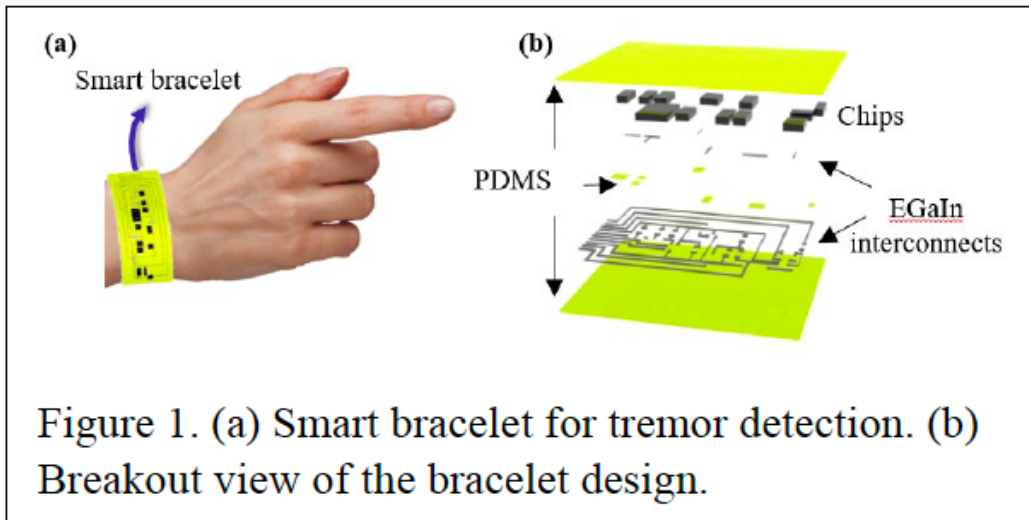 (a)
Smart bracelet
(b)
Chips
PDMS
EGaIn
interconnects
Figure 1. (a) Smart bracelet for tremor detection. (b)
Breakout view of the bracelet design.